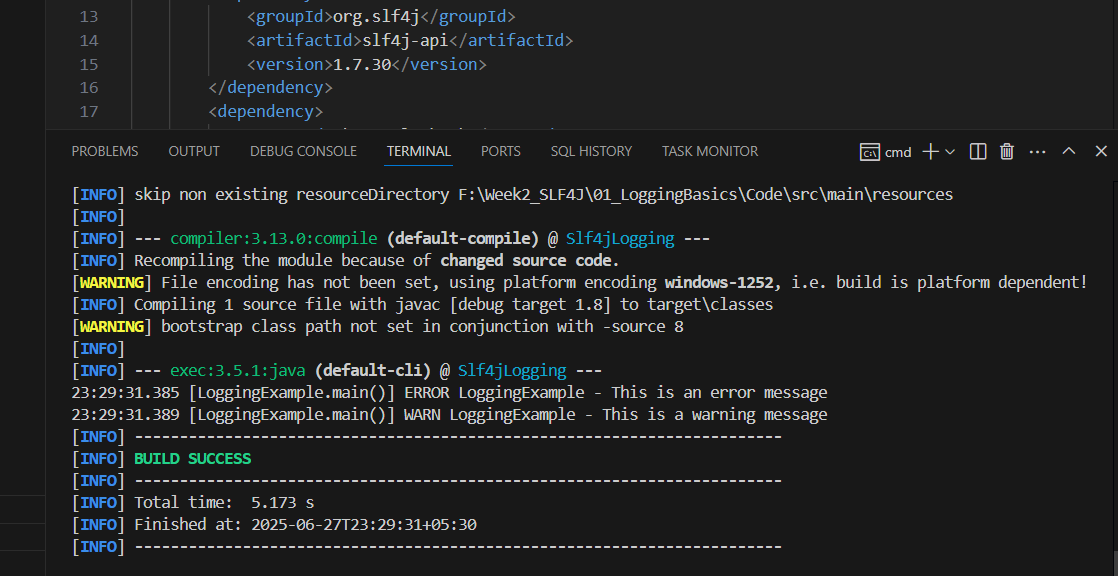 13 <groupId>org.slf4j</groupId>
14 <artifactId>slf4j-api</artifactId>
15 <version>1.7.30</version>
16 </dependency>
17 <dependency>
PROBLEMS OUTPUT DEBUG CONSOLE TERMINAL PORTS SQL HISTORY TASK MONITOR cmd
[INFO] skip non existing resourceDirectory F:\Week2_SLF4J\01_LoggingBasics\Code\src\main\resources
[INFO]
[INFO] --- compiler:3.13.0:compile (default-compile) @ Slf4jLogging ---
[INFO] Recompiling the module because of changed source code.
[WARNING] File encoding has not been set, using platform encoding windows-1252, i.e. build is platform dependent!
[INFO] Compiling 1 source file with javac [debug target 1.8] to target\classes
[WARNING] bootstrap class path not set in conjunction with -source 8
[INFO]
[INFO] --- exec:3.5.1:java (default-cli) @ Slf4jLogging ---
23:29:31.385 [LoggingExample.main()] ERROR LoggingExample - This is an error message
23:29:31.389 [LoggingExample.main()] WARN LoggingExample - This is a warning message
[INFO] ------------------------------------------------------------------------
[INFO] BUILD SUCCESS
[INFO] ------------------------------------------------------------------------
[INFO] Total time:  5.173 s
[INFO] Finished at: 2025-06-27T23:29:31+05:30
[INFO] ------------------------------------------------------------------------